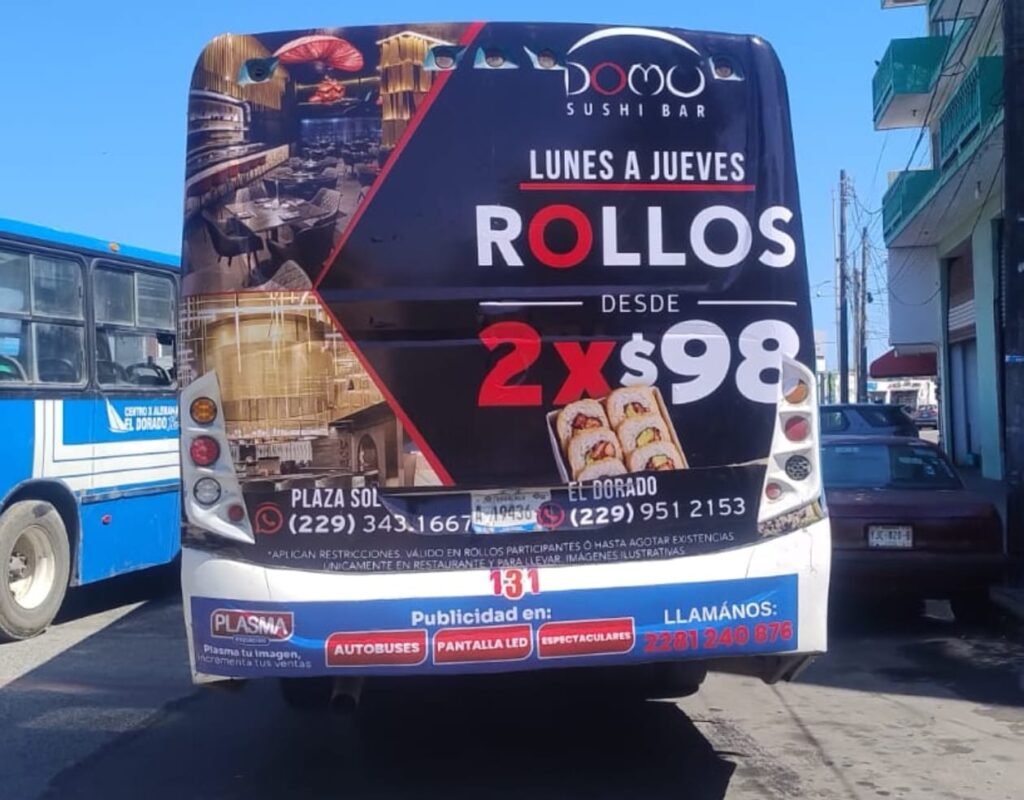 DOMU
SUSHI BAR
LUNES A JUEVES
ROLLOS
DESDE
2x$98
PLAZA SOL
(229) 343.1667
EL DORADO
(229) 951 2153
*APLICAN RESTRICCIONES. VÁLIDO EN ROLLOS PARTICIPANTES Ó HASTA AGOTAR EXISTENCIAS
UNICAMENTE EN RESTAURANTE Y PARA LLEVAR. IMÁGENES ILUSTRATIVAS
131
PLASMA
Plasma tu imagen,
incrementa tus ventas
Publicidad en:
AUTOBUSES
PANTALLA LED
ESPECTACULARES
LLAMÁNOS:
2281 240 876
EL DORADO